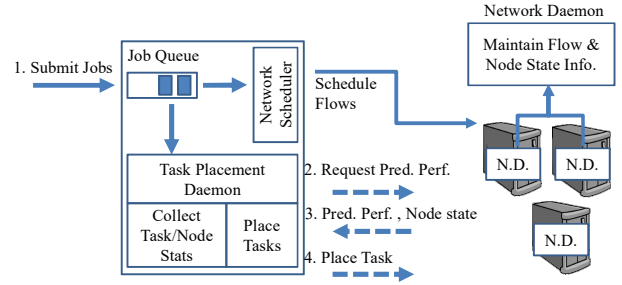 Network Daemon
Maintain Flow &
Node State Info.
1. Submit Jobs
Job Queue
Network
Scheduler
Schedule
Flows
N.D.
N.D.
N.D.
Task Placement
Daemon
Collect
Task/Node
Stats
Place
Tasks
2. Request Pred. Perf.
3. Pred. Perf. , Node state
4. Place Task